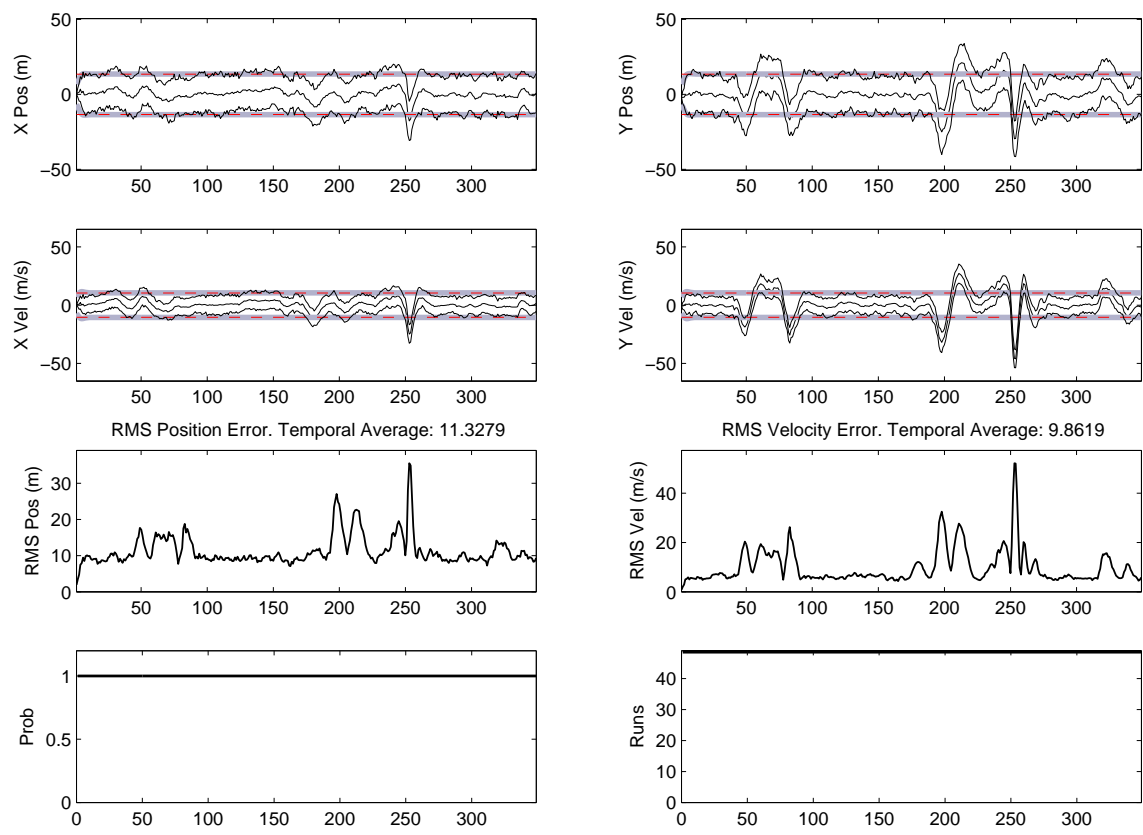 50
0
−50
X Pos (m)
50 100 150 200 250 300
50
0
−50
Y Pos (m)
50 100 150 200 250 300
50
0
−50
X Vel (m/s)
50 100 150 200 250 300
50
0
−50
Y Vel (m/s)
50 100 150 200 250 300
RMS Position Error. Temporal Average: 11.3279
30
20
10
0
RMS Pos (m)
50 100 150 200 250 300
RMS Velocity Error. Temporal Average: 9.8619
40
20
0
RMS Vel (m/s)
50 100 150 200 250 300
1
0.5
0
Prob
0 50 100 150 200 250 300
40
30
20
10
0
Runs
0 50 100 150 200 250 300